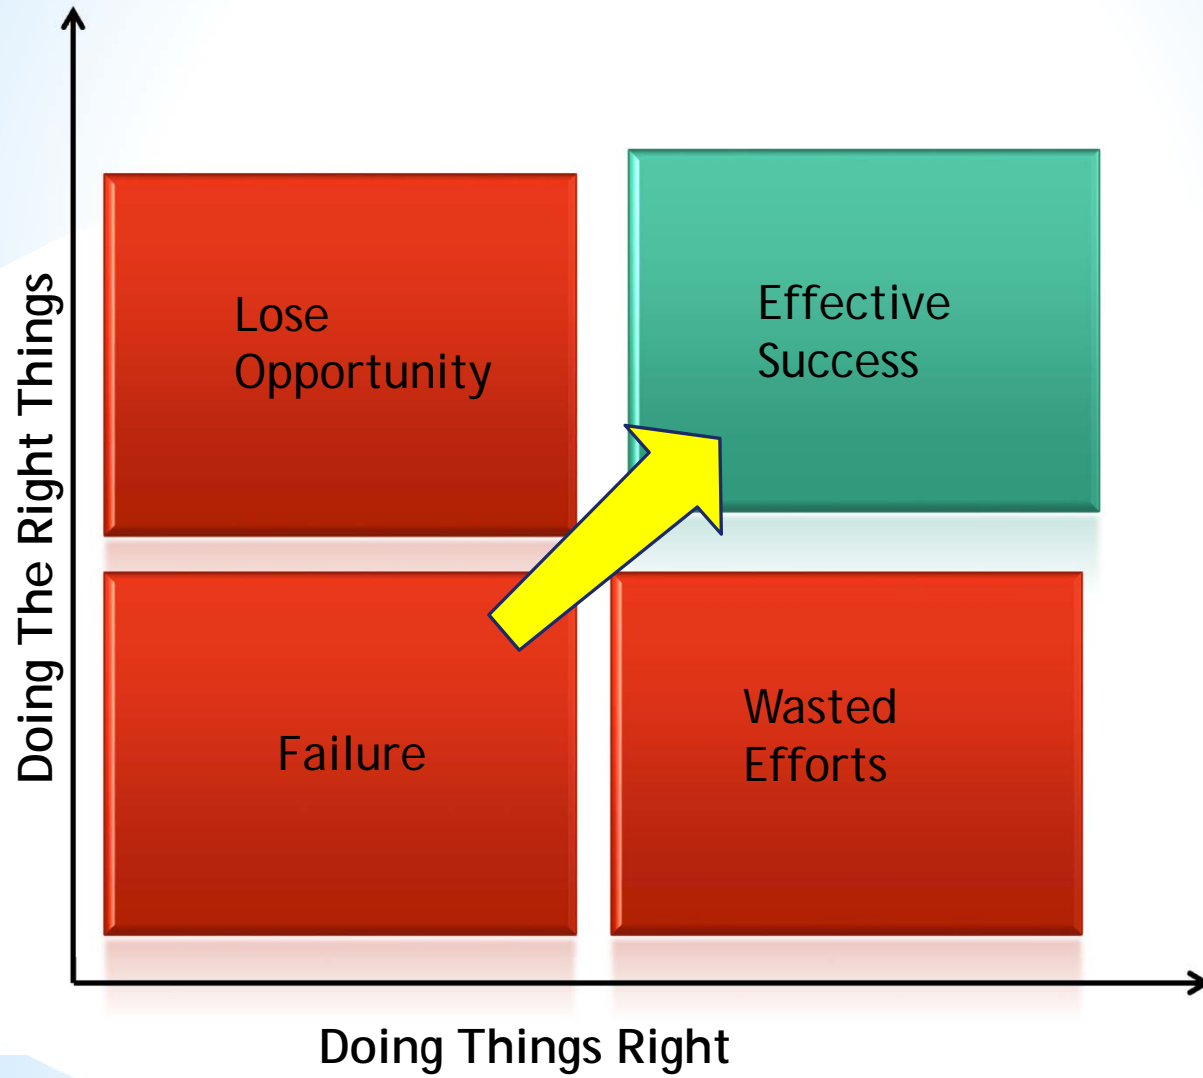 Doing The Right Things
Lose
Opportunity
Effective
Success
Failure
Wasted
Efforts
Doing Things Right